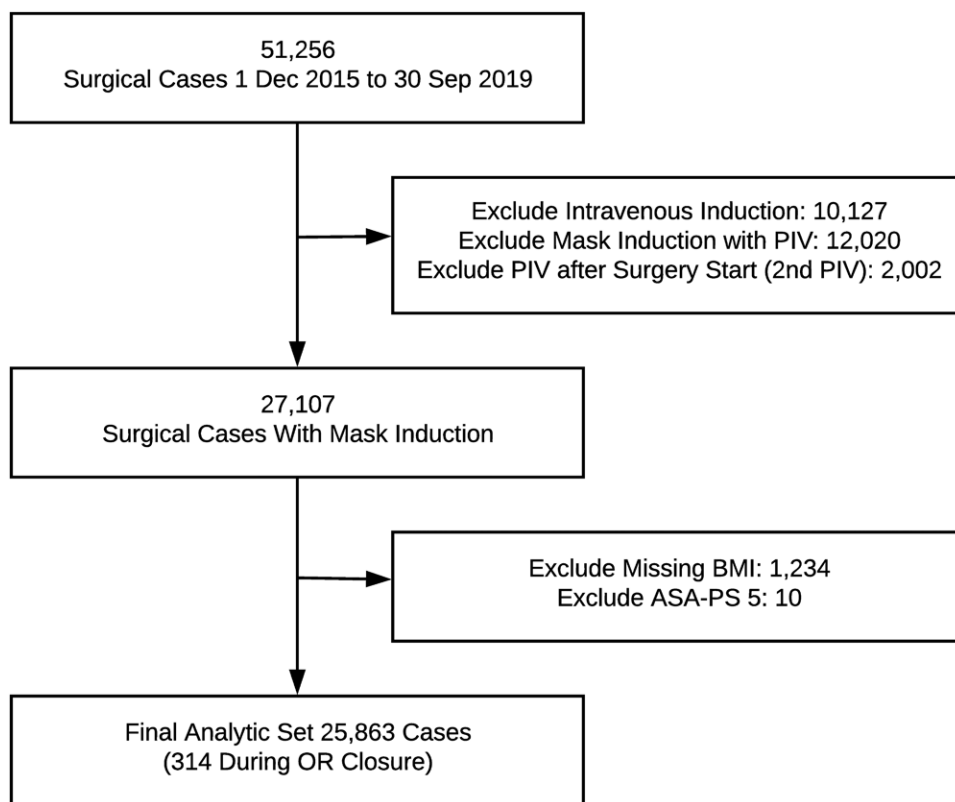 51,256
Surgical Cases 1 Dec 2015 to 30 Sep 2019
Exclude Intravenous Induction: 10,127
Exclude Mask Induction with PIV: 12,020
Exclude PIV after Surgery Start (2nd PIV): 2,002
27,107
Surgical Cases With Mask Induction
Exclude Missing BMI: 1,234
Exclude ASA-PS 5: 10
Final Analytic Set 25,863 Cases
(314 During OR Closure)